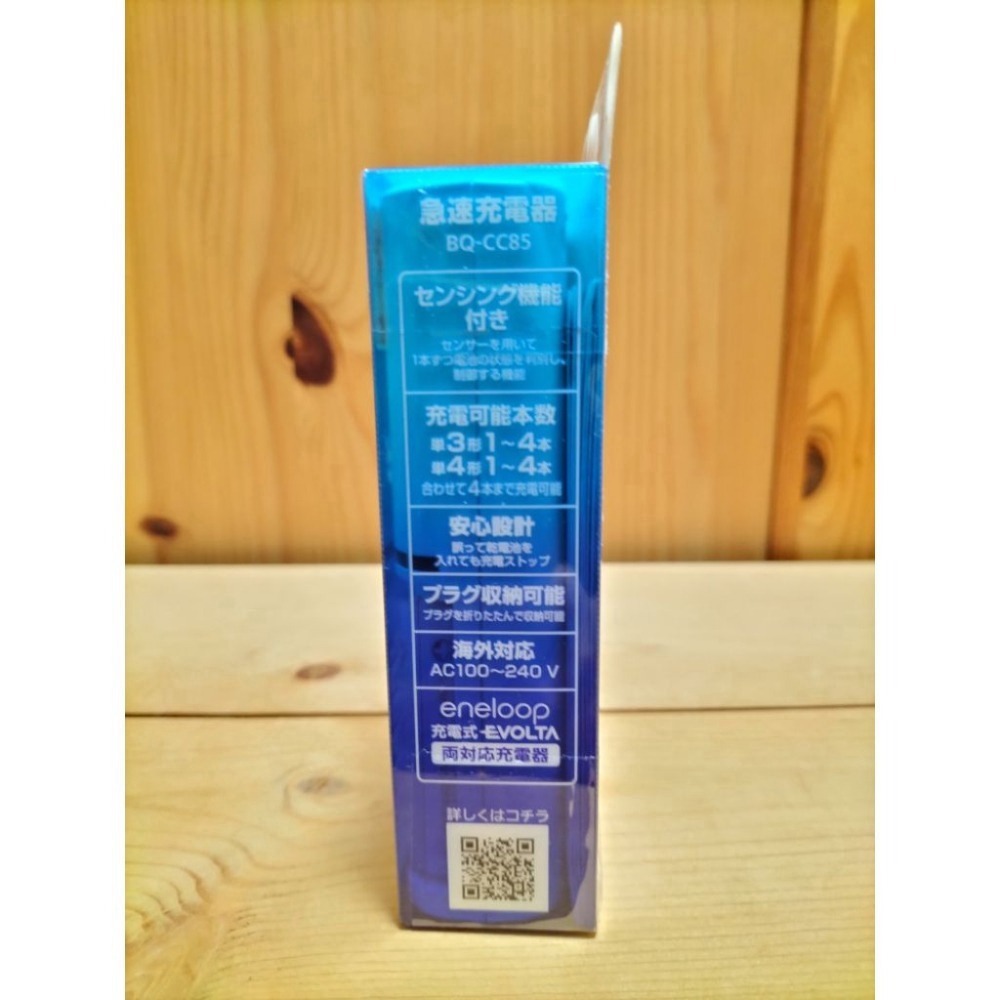 急速充電器
BQ-CC85
センシング機能
付き
センサーを用いて
1本ずつ電池の状態を判別し、
制御する機能
充電可能本数
単3形1～4本
単4形1～4本
合わせて4本まで充電可能
安心設計
誤って乾電池を
入れても充電ストップ
プラグ収納可能
プラグを折りたたんで収納可能
海外対応
AC100～240 V
eneloop
充電式EVOLTA
両対応充電器
詳しくはコチラ